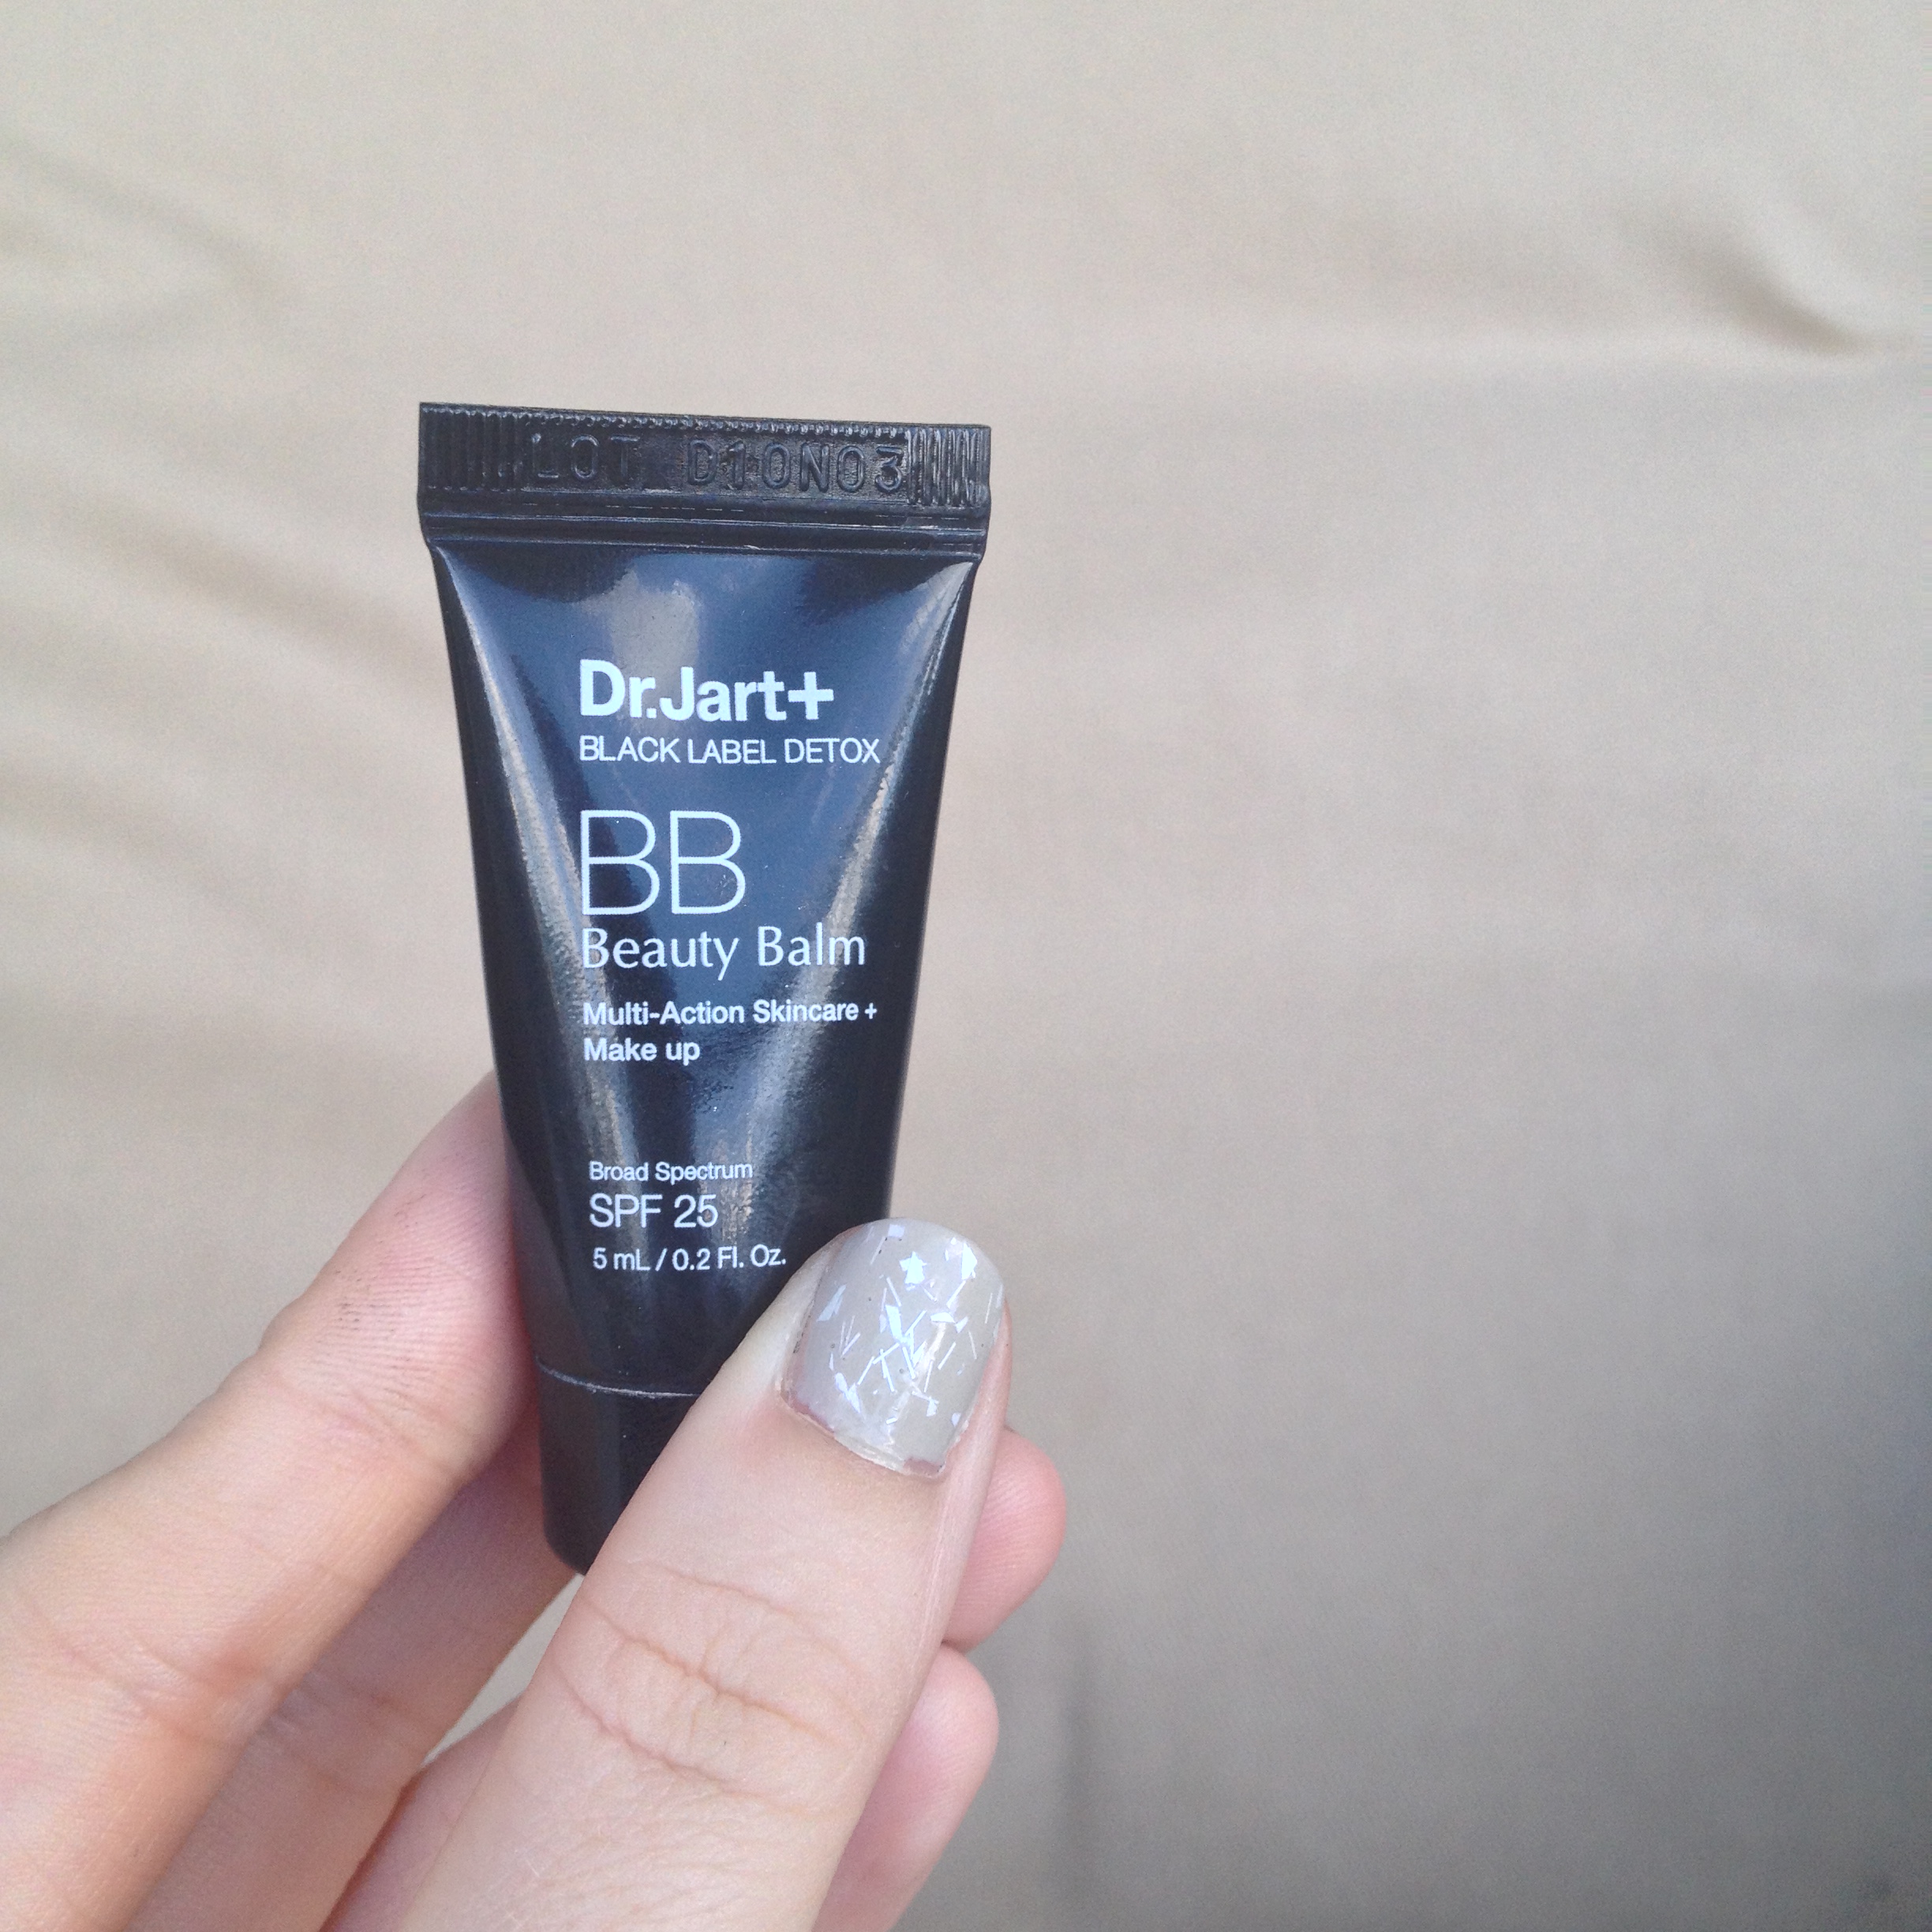 LOT D10N03
Dr.Jart+
BLACK LABEL DETOX
BB
Beauty Balm
Multi-Action Skincare +
Make up
Broad Spectrum
SPF 25
5 mL / 0.2 Fl. Oz.